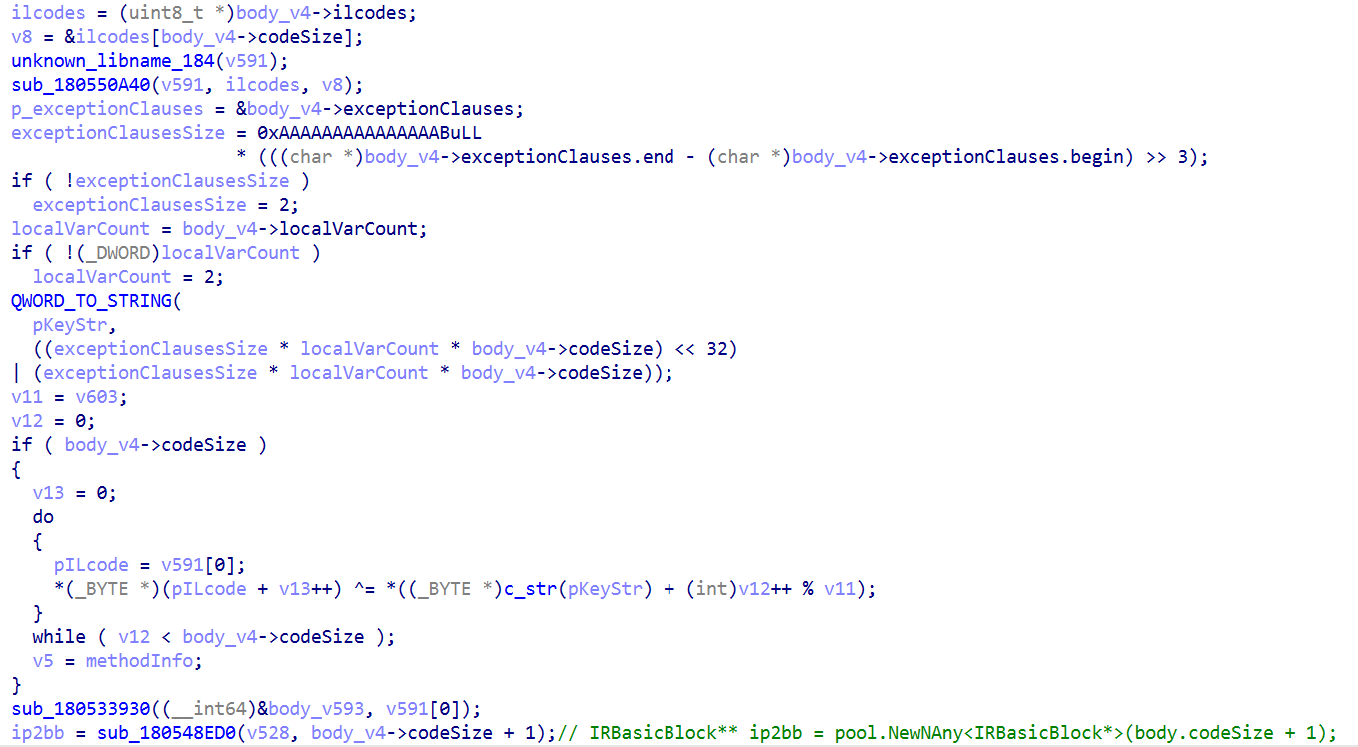 ilcodes = (uint8_t *)body_v4->ilcodes;
v8 = &ilcodes[body_v4->codeSize];
unknown_libname_184(v591);
sub_180550A40(v591, ilcodes, v8);
p_exceptionClauses = &body_v4->exceptionClauses;
exceptionClausesSize = 0xAAAAAAAAAAAAAAABuLL
* (((char *)body_v4->exceptionClauses.end - (char *)body_v4->exceptionClauses.begin) >> 3);
if ( !exceptionClausesSize )
exceptionClausesSize = 2;
localVarCount = body_v4->localVarCount;
if ( !(_DWORD)localVarCount )
localVarCount = 2;
QWORD_TO_STRING(
pKeyStr,
((exceptionClausesSize * localVarCount * body_v4->codeSize) << 32)
| (exceptionClausesSize * localVarCount * body_v4->codeSize));
v11 = v603;
v12 = 0;
if ( body_v4->codeSize )
{
v13 = 0;
do
{
pILcode = v591[0];
*(_BYTE *)(pILcode + v13++) ^= *((_BYTE *)c_str(pKeyStr) + (int)v12++ % v11);
}
while ( v12 < body_v4->codeSize );
v5 = methodInfo;
}
sub_180533930((__int64)&body_v593, v591[0]);
ip2bb = sub_180548ED0(v528, body_v4->codeSize + 1);// IRBasicBlock** ip2bb = pool.NewNAny<IRBasicBlock*>(body.codeSize + 1);